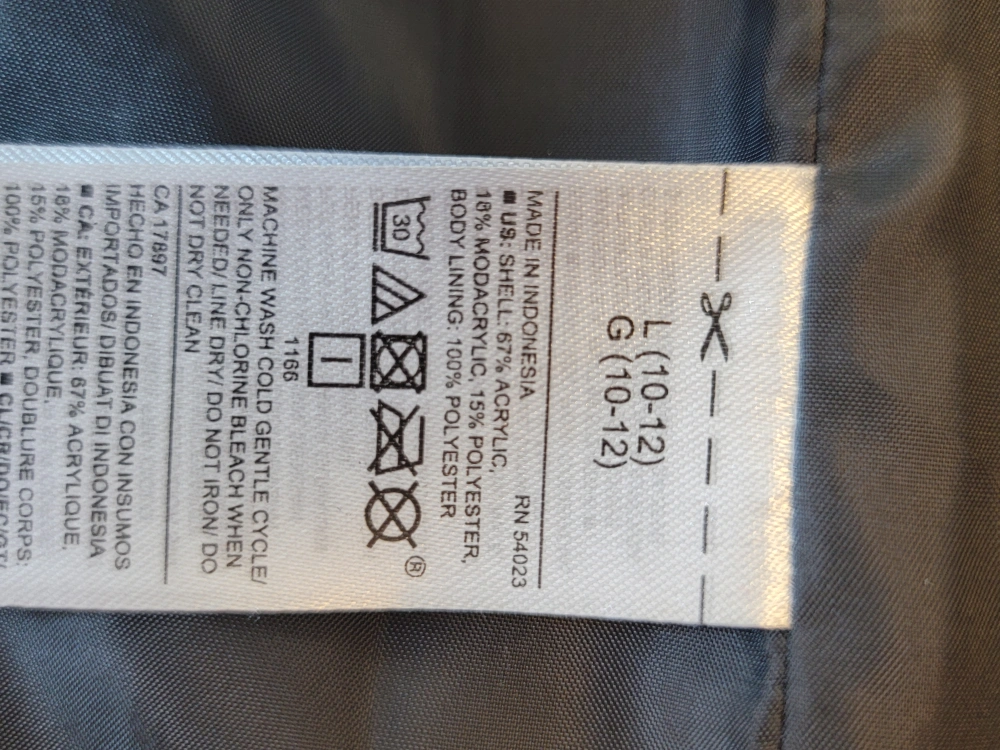 L (10-12)
G (10-12)
MADE IN INDONESIA
RN 54023
■ US: SHELL: 67% ACRYLIC,
18% MODACRYLIC, 15% POLYESTER,
BODY LINING: 100% POLYESTER
30
®
I
1166
MACHINE WASH COLD GENTLE CYCLE/
ONLY NON-CHLORINE BLEACH WHEN
NEEDED/ LINE DRY/ DO NOT IRON/ DO
NOT DRY CLEAN
CA 17897
HECHO EN INDONESIA CON INSUMOS
IMPORTADOS/ DIBUAT DI INDONESIA
■ CA: EXTÉRIEUR: 67% ACRYLIQUE,
18% MODACRYLIQUE,
15% POLYESTER, DOUBLURE CORPS:
100% POLYESTER ■